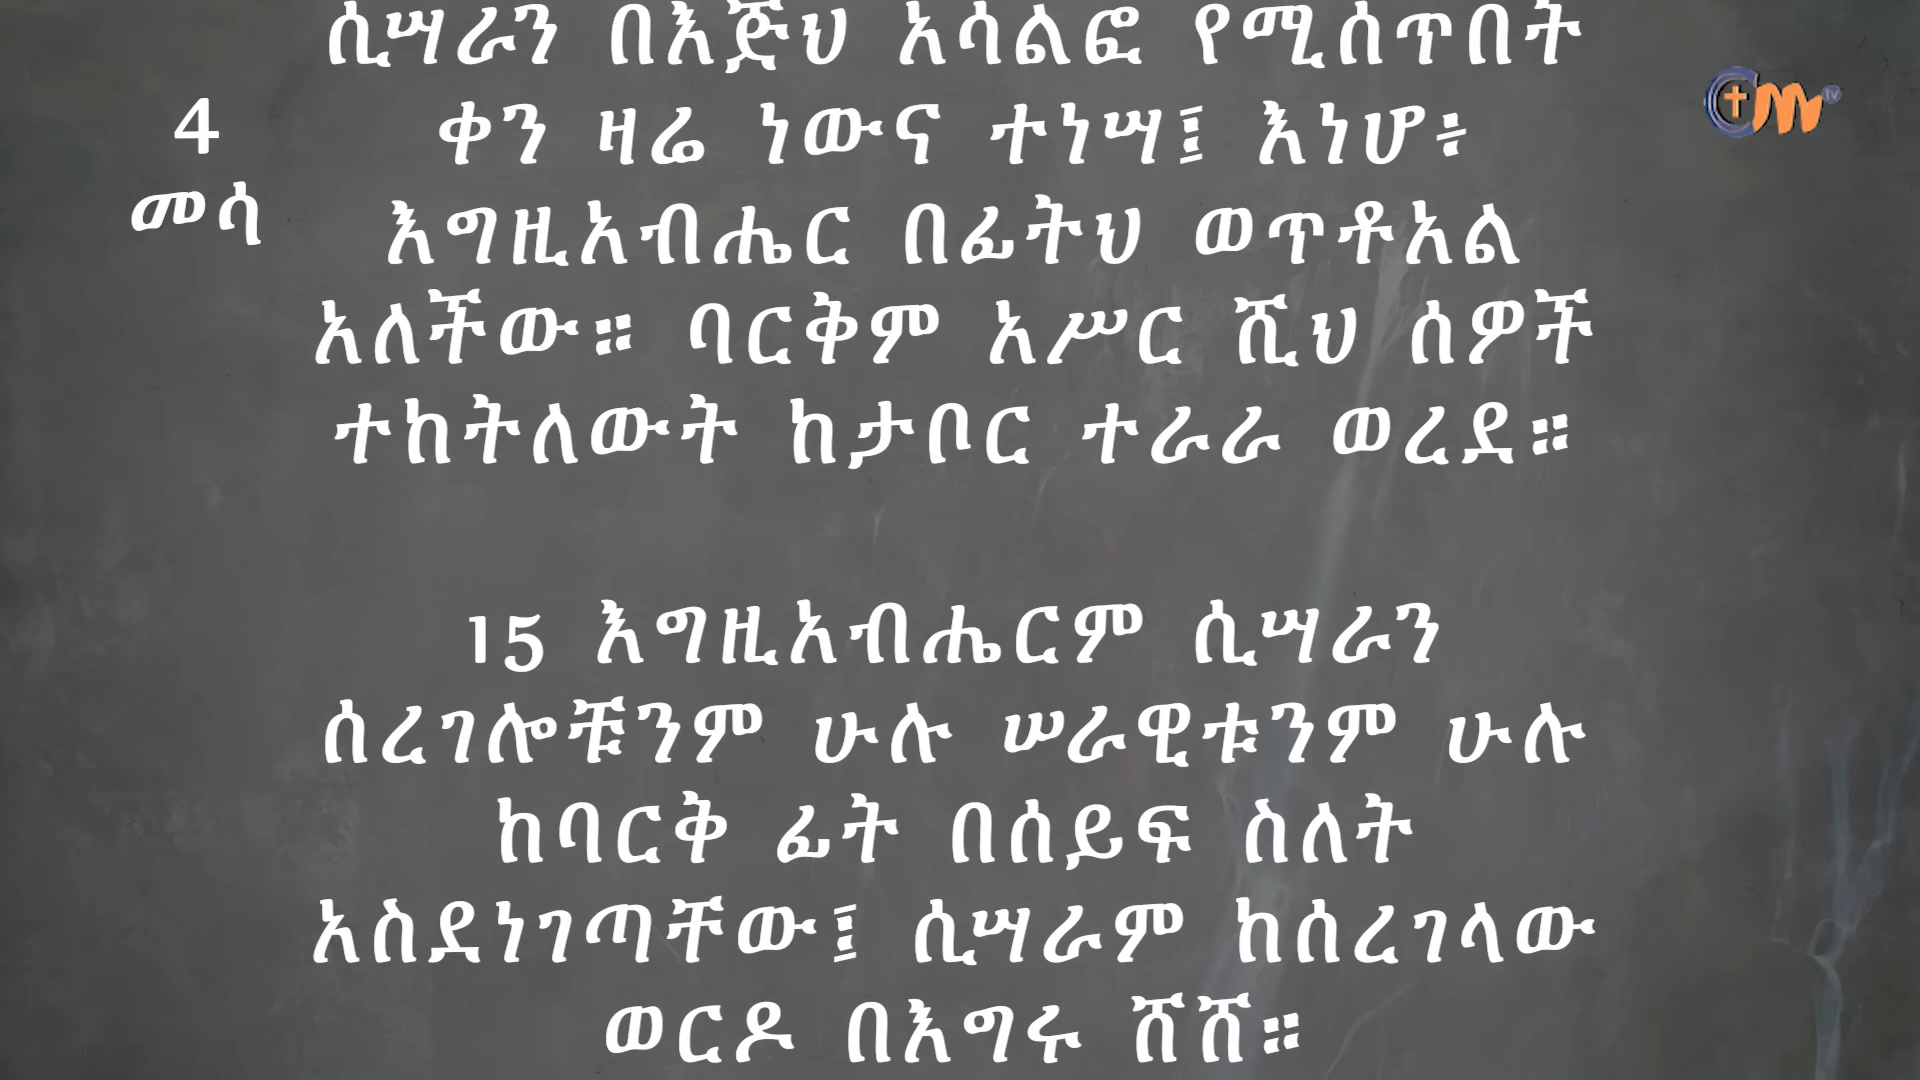 ሲሣራን በእጅህ አሳልፎ የሚሰጥበት
4
መሳ
ቀን ዛሬ ነውና ተነሣ፤ እነሆ፥
እግዚአብሔር በፊትህ ወጥቶአል
አለችው። ባርቅም አሥር ሺህ ሰዎች
ተከትለውት ከታቦር ተራራ ወረደ።
15 እግዚአብሔርም ሲሣራን
ሰረገሎቹንም ሁሉ ሠራዊቱንም ሁሉ
ከባርቅ ፊት በሰይፍ ስለት
አስደነገጣቸው፤ ሲሣራም ከሰረገላው
ወርዶ በእግሩ ሸሸ።
CM tv